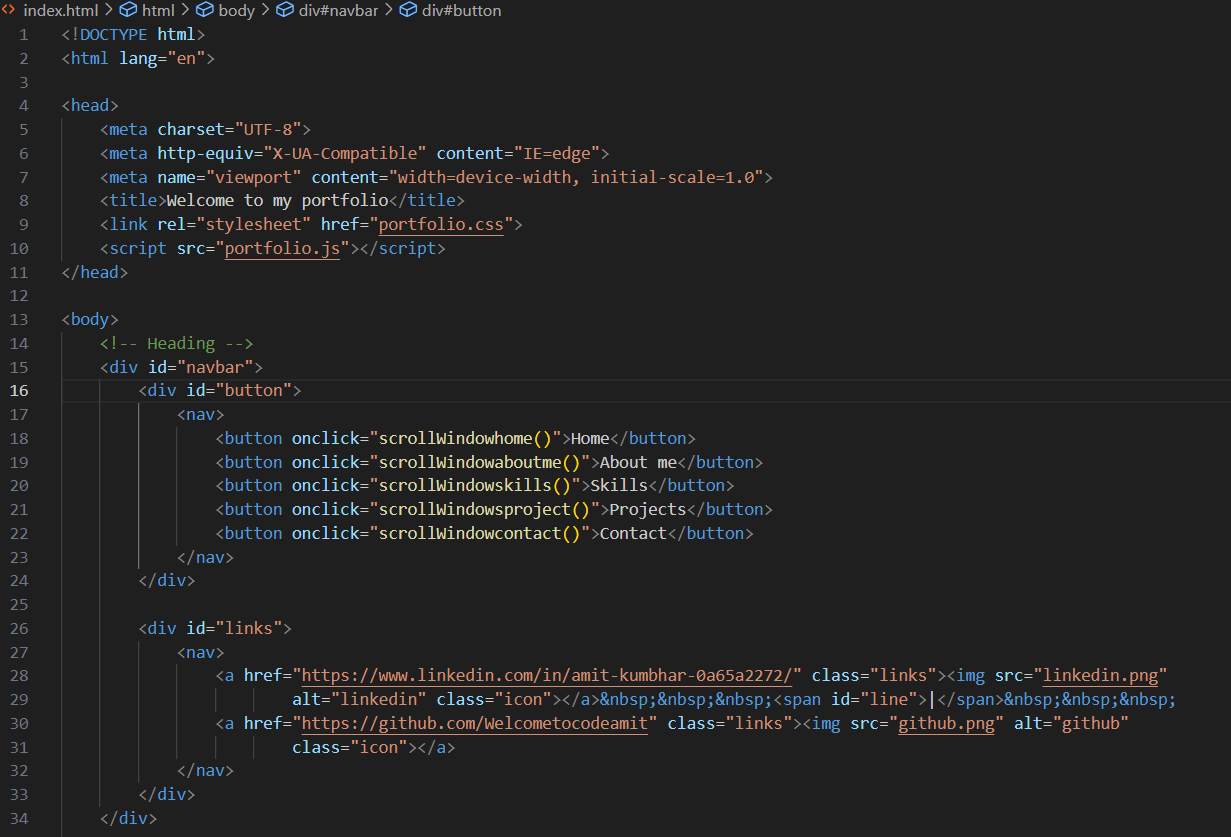 index.html > html > body > div#navbar > div#button
1 <!DOCTYPE html>
2 <html lang="en">
3
4 <head>
5     <meta charset="UTF-8">
6     <meta http-equiv="X-UA-Compatible" content="IE=edge">
7     <meta name="viewport" content="width=device-width, initial-scale=1.0">
8     <title>Welcome to my portfolio</title>
9     <link rel="stylesheet" href="portfolio.css">
10     <script src="portfolio.js"></script>
11 </head>
12
13 <body>
14     <!-- Heading -->
15     <div id="navbar">
16         <div id="button">
17             <nav>
18                 <button onclick="scrollWindowhome()">Home</button>
19                 <button onclick="scrollWindowaboutme()">About me</button>
20                 <button onclick="scrollWindowskills()">Skills</button>
21                 <button onclick="scrollWindowsproject()">Projects</button>
22                 <button onclick="scrollWindowcontact()">Contact</button>
23             </nav>
24         </div>
25
26         <div id="links">
27             <nav>
28                 <a href="https://www.linkedin.com/in/amit-kumbhar-0a65a2272/" class="links"><img src="linkedin.png"
29                         alt="linkedin" class="icon"></a>&nbsp;&nbsp;&nbsp;<span id="line">|</span>&nbsp;&nbsp;&nbsp;
30                 <a href="https://github.com/Welcometocodeamit" class="links"><img src="github.png" alt="github"
31                         class="icon"></a>
32             </nav>
33         </div>
34     </div>